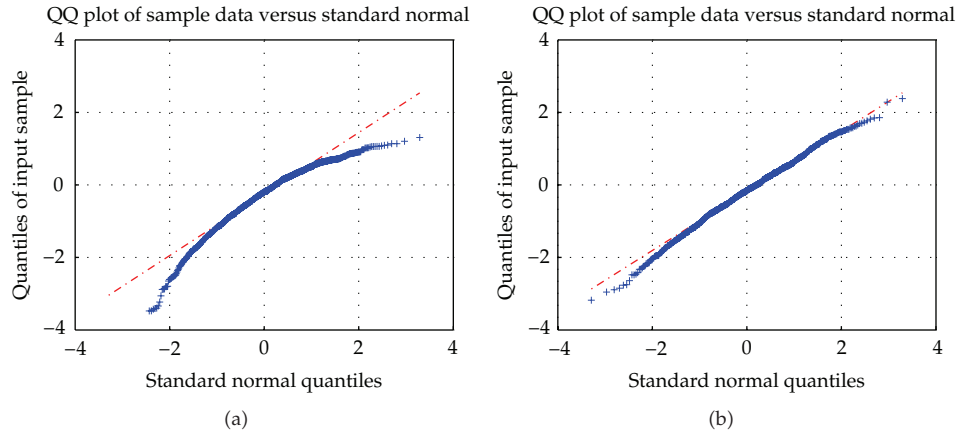 QQ plot of sample data versus standard normal
4
2
0
−2
−4
Quantiles of input sample
−4
−2
0
2
4
Standard normal quantiles
(a)
QQ plot of sample data versus standard normal
4
2
0
−2
−4
Quantiles of input sample
−4
−2
0
2
4
Standard normal quantiles
(b)